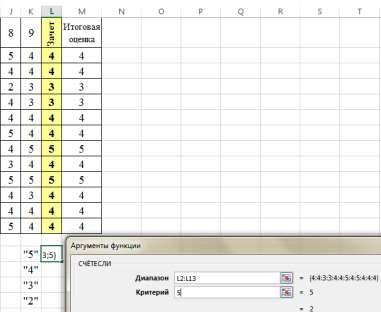 J K L M N O P Q R S T
8 9 Зачет Итоговая оценка
5 4 4 4
4 4 4 4
2 3 3 3
4 3 3 3
4 4 4 4
5 4 4 4
4 5 5 5
3 4 4 4
5 5 5 5
4 3 4 4
4 4 4 4
5 4 4 4
"5" 3;5)
"4"
"3"
"2"
Аргументы функции
СЧЁТЕСЛИ
Диапазон L2:L13 = {4:4:3:3:4:4:5:4:5:4:4:4}
Критерий 5 = 5
= 2